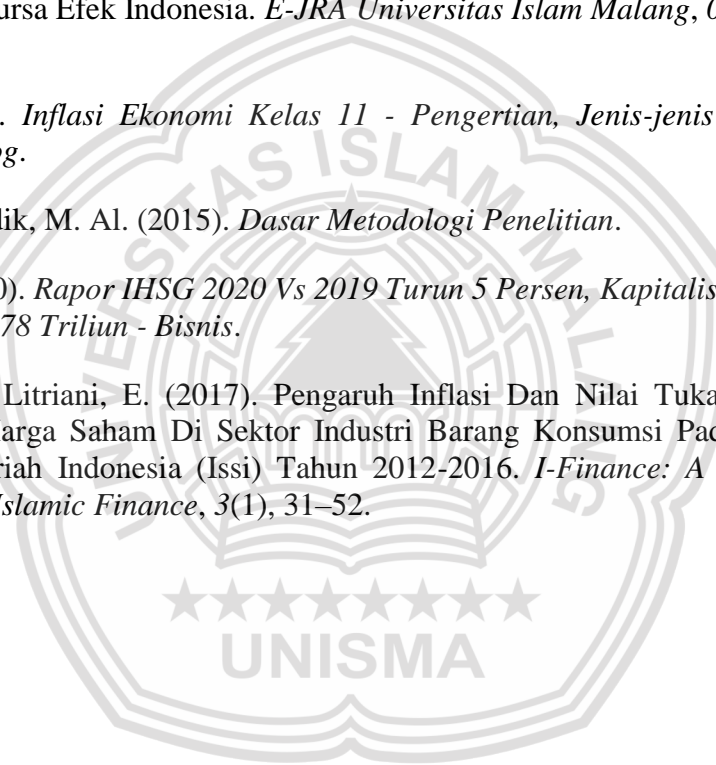 ursa Efek Indonesia. E-JRA Universitas Islam Malang, 0
. Inflasi Ekonomi Kelas 11 - Pengertian, Jenis-jenis
g.
dik, M. Al. (2015). Dasar Metodologi Penelitian.
0). Rapor IHSG 2020 Vs 2019 Turun 5 Persen, Kapitalis
78 Triliun - Bisnis.
Litriani, E. (2017). Pengaruh Inflasi Dan Nilai Tuka
arga Saham Di Sektor Industri Barang Konsumsi Pad
riah Indonesia (Issi) Tahun 2012-2016. I-Finance: A
Islamic Finance, 3(1), 31–52.
UNIVERSITAS ISLAM MALANG
UNISMA